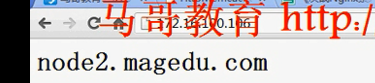 马哥教育 http:/
172.16.100.106
node2.magedu.com